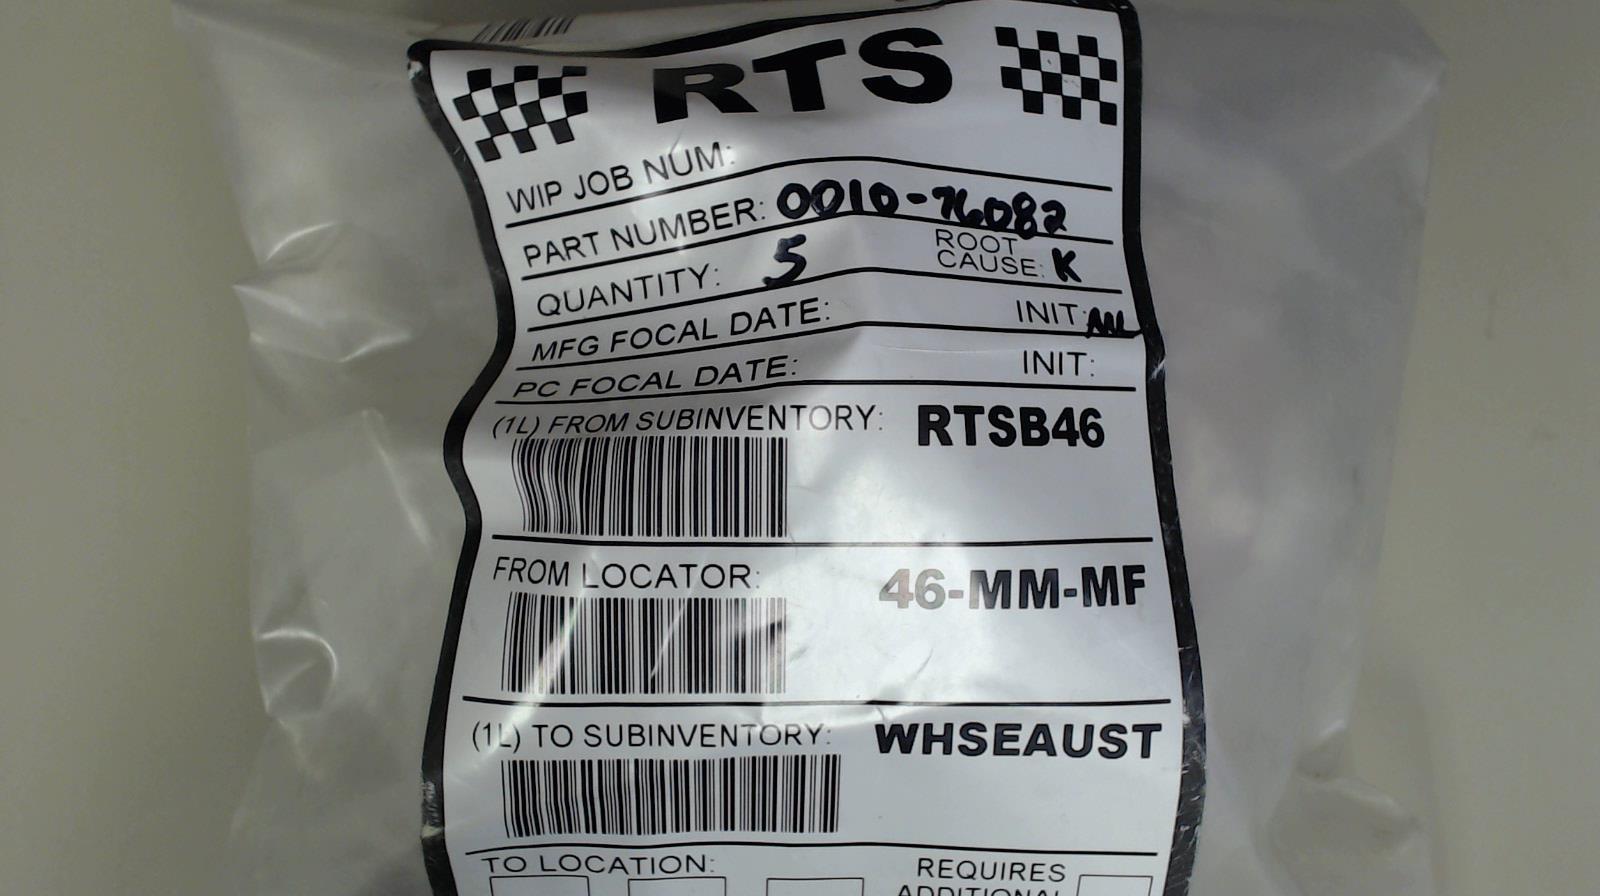 RTS
WIP JOB NUM:
PART NUMBER: 0010-76082
QUANTITY: 5 ROOT CAUSE: K
MFG FOCAL DATE: INIT:
PC FOCAL DATE: INIT:
(1L) FROM SUBINVENTORY: RTSB46
FROM LOCATOR: 46-MM-MF
(1L) TO SUBINVENTORY: WHSEAUST
TO LOCATION: REQUIRES
ADDITIONAL